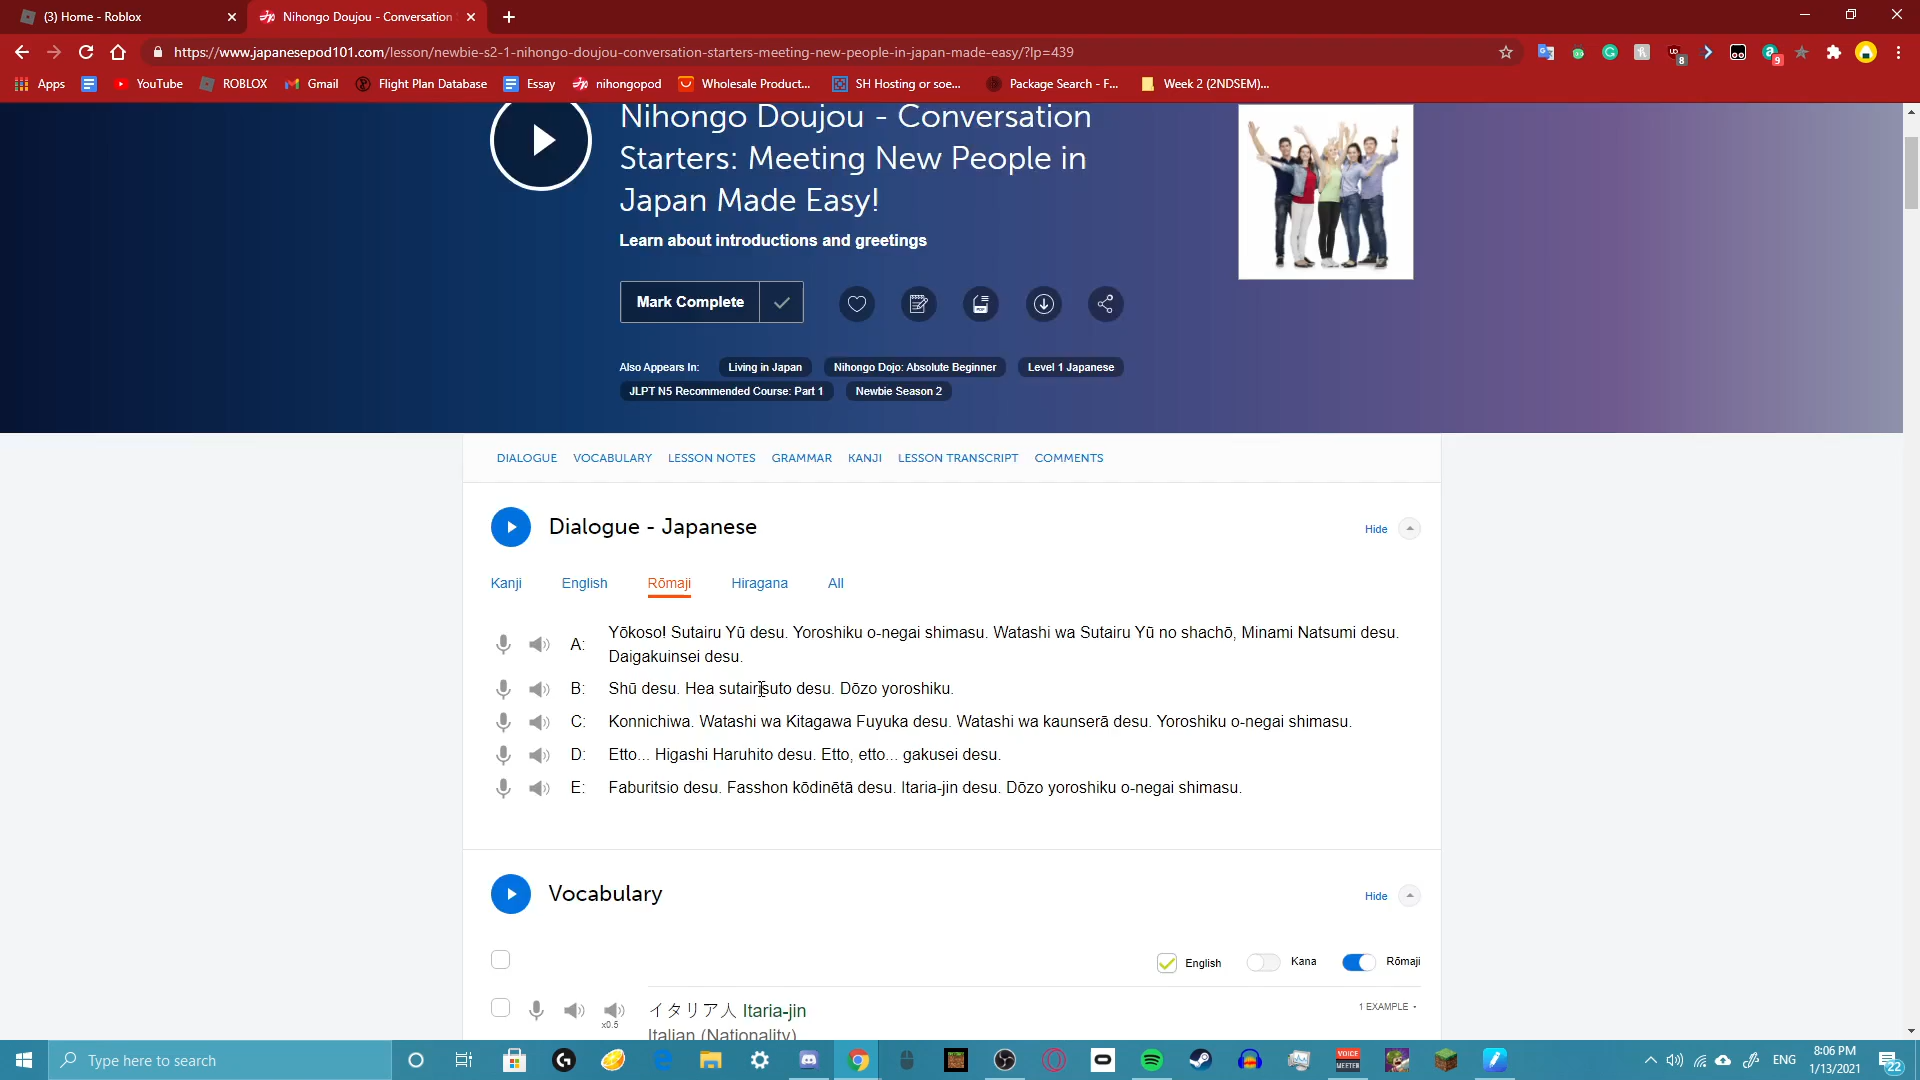 (3) Home - Roblox
Nihongo Doujou - Conversation
https://www.japanesepod101.com/lesson/newbie-s2-1-nihongo-doujou-conversation-starters-meeting-new-people-in-japan-made-easy/?lp=439
8
9
Apps
YouTube
ROBLOX
Gmail
Flight Plan Database
Essay
nihongopod
Wholesale Product...
SH Hosting or soe...
Package Search - F...
Week 2 (2NDSEM)...
Nihongo Doujou - Conversation
Starters: Meeting New People in
Japan Made Easy!
Learn about introductions and greetings
Mark Complete
PDF
Also Appears In:
Living in Japan
Nihongo Dojo: Absolute Beginner
Level 1 Japanese
JLPT N5 Recommended Course: Part 1
Newbie Season 2
DIALOGUE
VOCABULARY
LESSON NOTES
GRAMMAR
KANJI
LESSON TRANSCRIPT
COMMENTS
Dialogue - Japanese
Hide
Kanji
English
Rōmaji
Hiragana
All
A: Yōkoso! Sutairu Yū desu. Yoroshiku o-negai shimasu. Watashi wa Sutairu Yū no shachō, Minami Natsumi desu.
Daigakuinsei desu.
B: Shū desu. Hea sutairisuto desu. Dōzo yoroshiku.
C: Konnichiwa. Watashi wa Kitagawa Fuyuka desu. Watashi wa kaunserā desu. Yoroshiku o-negai shimasu.
D: Etto... Higashi Haruhito desu. Etto, etto... gakusei desu.
E: Faburitsio desu. Fasshon kōdinētā desu. Itaria-jin desu. Dōzo yoroshiku o-negai shimasu.
Vocabulary
Hide
English
Kana
Rōmaji
イタリア人 Itaria-jin
1 EXAMPLE
x0.5
Italian (Nationality)
Type here to search
VOICE
MEETER
ENG
8:06 PM
1/13/2021
22